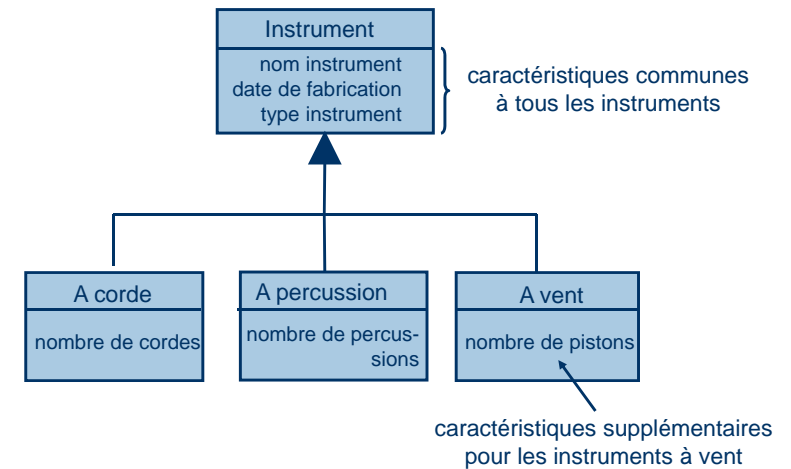 Instrument
nom instrument
date de fabrication
type instrument
caractéristiques communes
à tous les instruments
A corde
nombre de cordes
A percussion
nombre de percus-
sions
A vent
nombre de pistons
caractéristiques supplémentaires
pour les instruments à vent